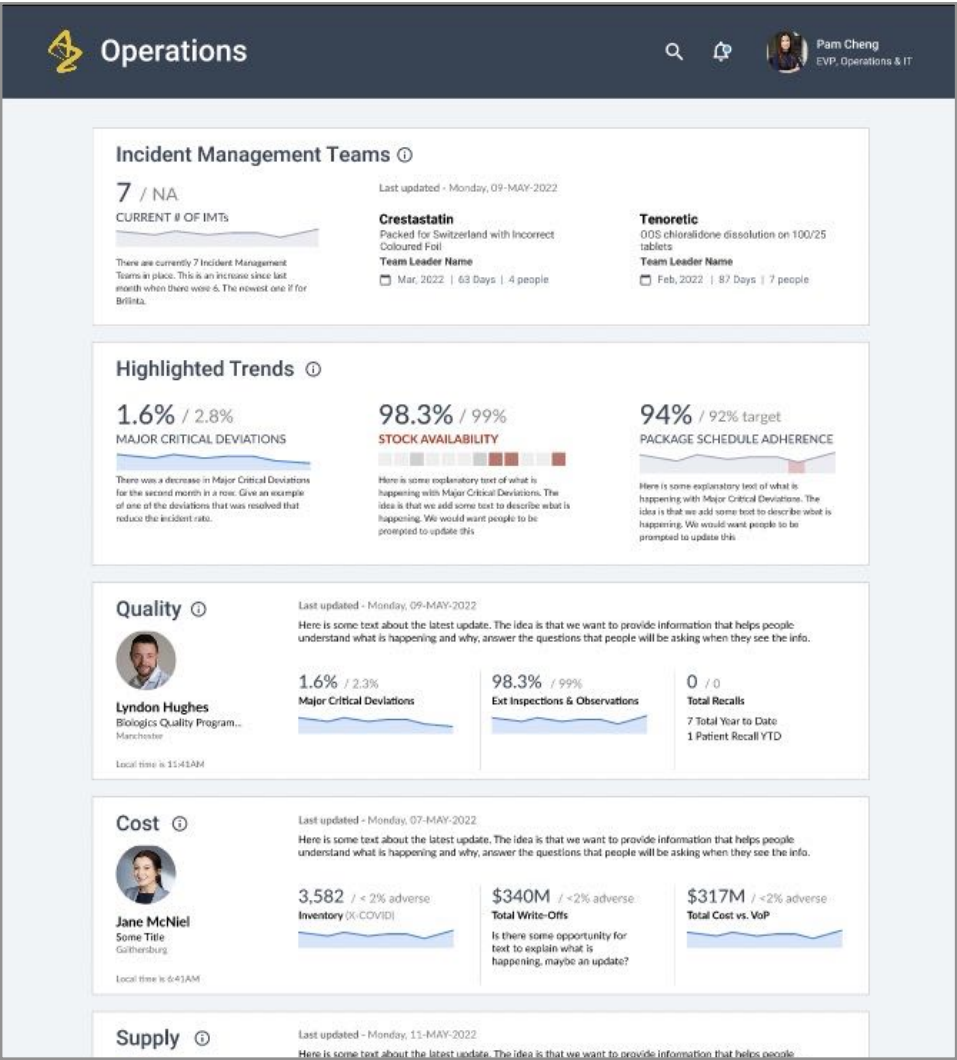 Operations
Pam Cheng
EVP, Operations & IT
Incident Management Teams
7 / NA
CURRENT # OF IMTs
There are currently 7 Incident Management
Teams in place. This is an increase since last
month when there were 6. The newest one if for
Brilinta.
Last updated - Monday, 09-MAY-2022
Crestastatin
Packed for Switzerland with Incorrect
Coloured Foil
Team Leader Name
Mar, 2022 | 63 Days | 4 people
Tenoretic
OOS chloralidone dissolution on 100/25
tablets
Team Leader Name
Feb, 2022 | 87 Days | 7 people
Highlighted Trends
1.6% / 2.8%
MAJOR CRITICAL DEVIATIONS
There was a decrease in Major Critical Deviations
for the second month in a row. Give an example
of one of the deviations that was resolved that
reduce the incident rate.
98.3% / 99%
STOCK AVAILABILITY
Here is some explanatory text of what is
happening with Major Critical Deviations. The
idea is that we add some text to describe what is
happening. We would want people to be
prompted to update this
94% / 92% target
PACKAGE SCHEDULE ADHERENCE
Here is some explanatory text of what is
happening with Major Critical Deviations. The
idea is that we add some text to describe what is
happening. We would want people to be
prompted to update this
Quality
Lyndon Hughes
Biologics Quality Program...
Manchester
Local time is 11:41AM
Last updated - Monday, 09-MAY-2022
Here is some text about the latest update. The idea is that we want to provide information that helps people
understand what is happening and why, answer the questions that people will be asking when they see the info.
1.6% / 2.3%
Major Critical Deviations
98.3% / 99%
Ext Inspections & Observations
0 / 0
Total Recalls
7 Total Year to Date
1 Patient Recall YTD
Cost
Jane McNiel
Some Title
Gaithersburg
Local time is 6:41AM
Last updated - Monday, 07-MAY-2022
Here is some text about the latest update. The idea is that we want to provide information that helps people
understand what is happening and why, answer the questions that people will be asking when they see the info.
3,582 / < 2% adverse
Inventory (X-COVID)
$340M / <2% adverse
Total Write-Offs
Is there some opportunity for
text to explain what is
happening, maybe an update?
$317M / <2% adverse
Total Cost vs. VoP
Supply
Last updated - Monday, 11-MAY-2022
Here is some text about the latest update. The idea is that we want to provide information that helps people